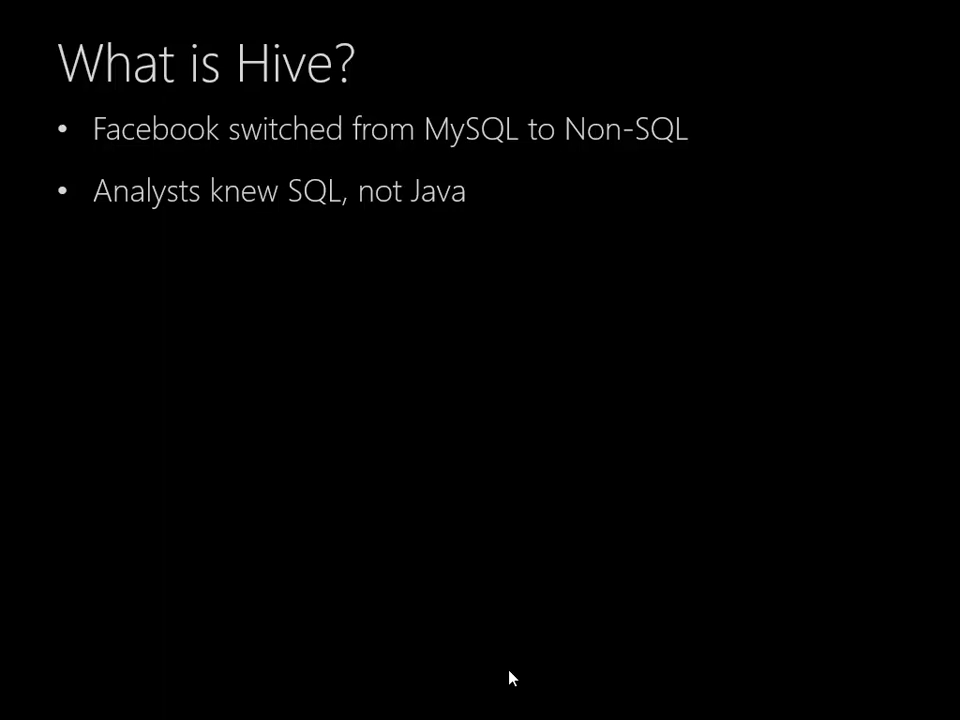 What is Hive?
• Facebook switched from MySQL to Non-SQL
• Analysts knew SQL, not Java